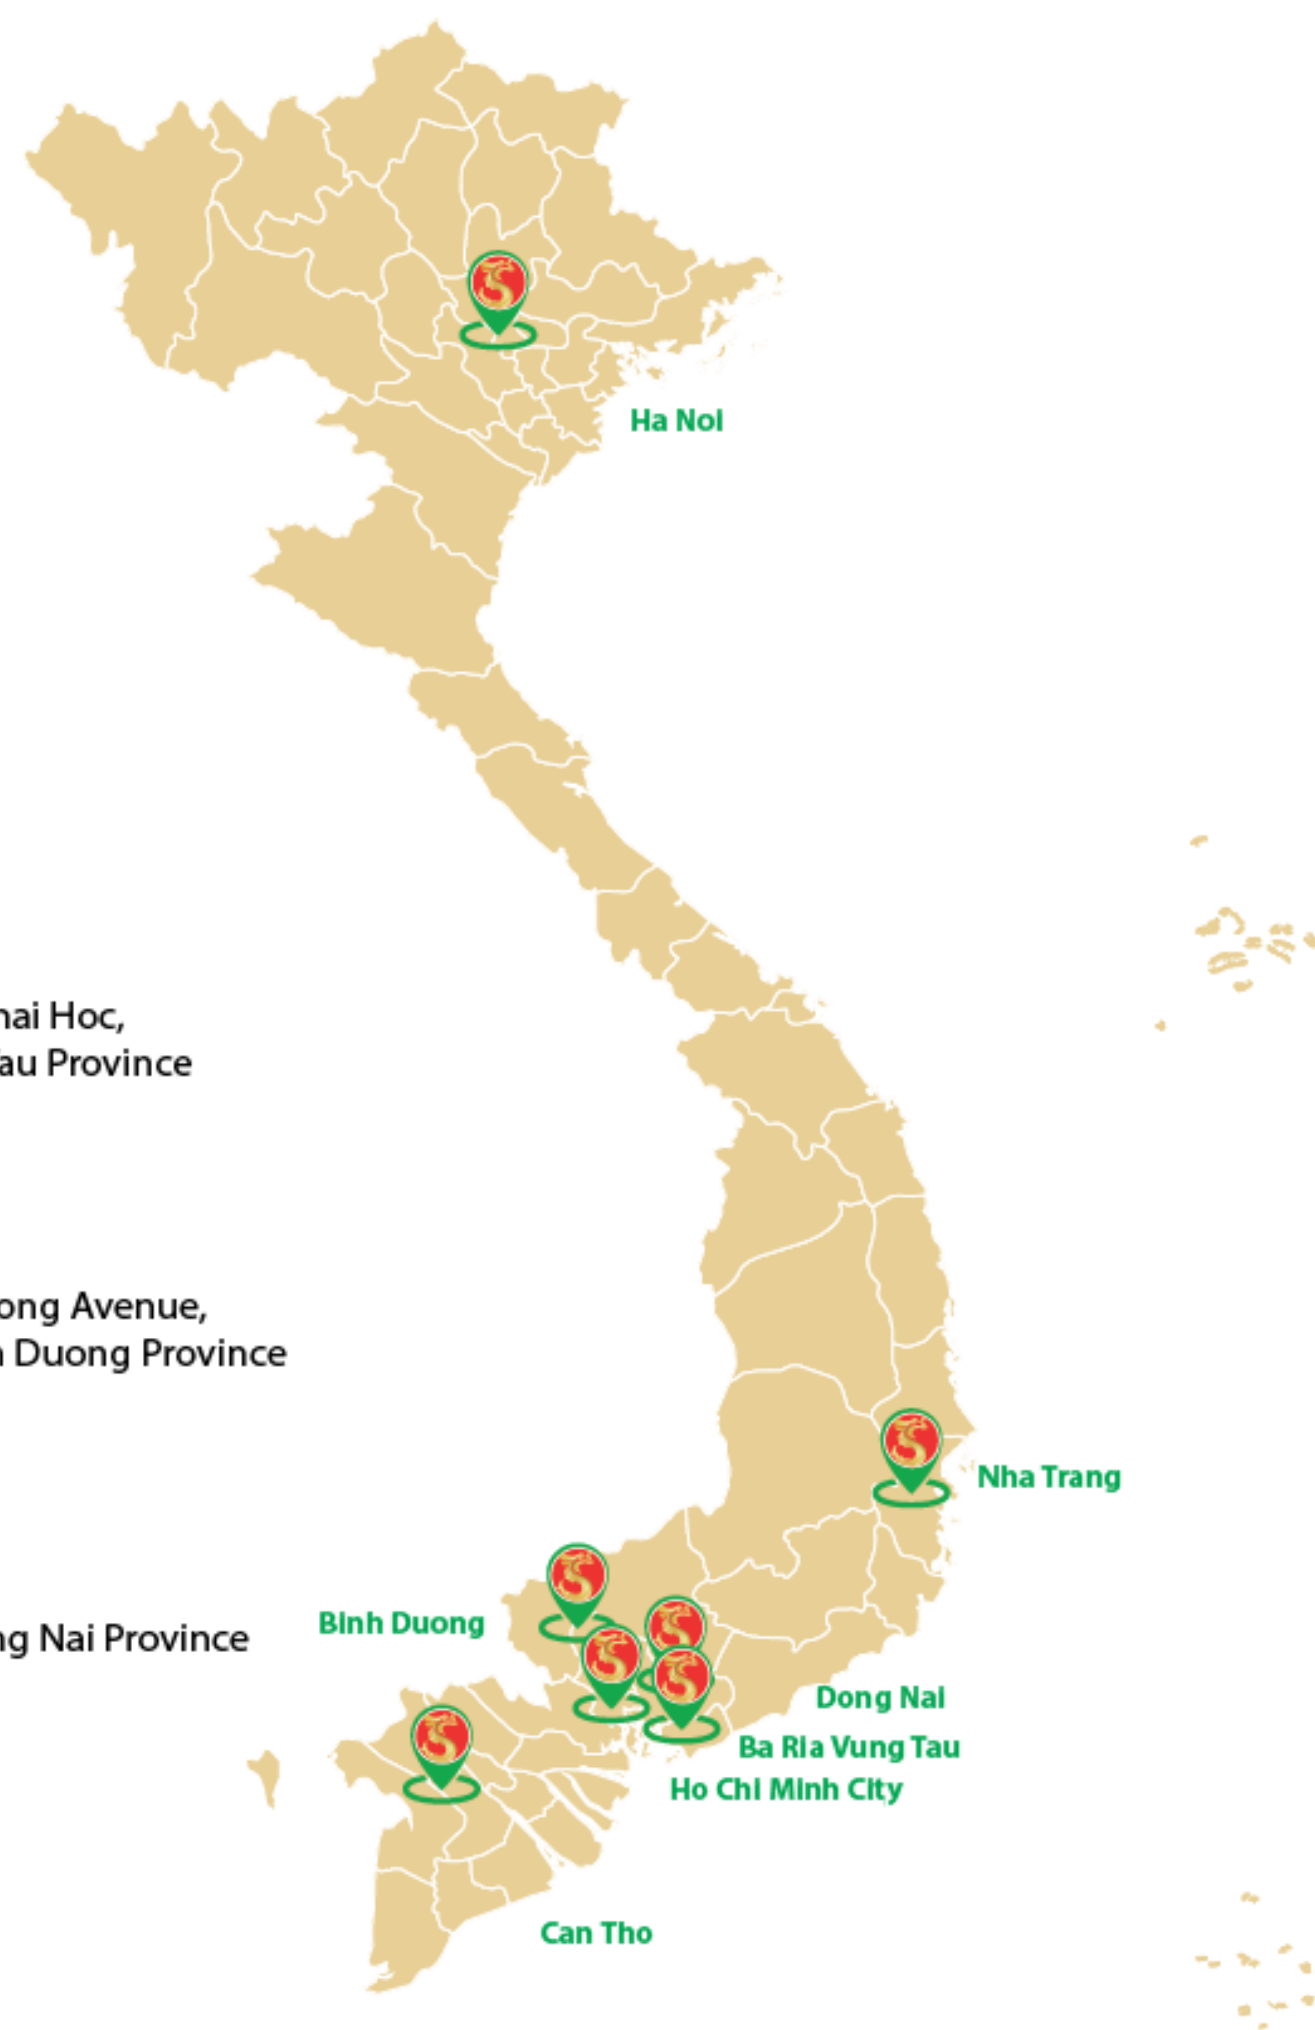 Ha Noi
hai Hoc,
au Province
ong Avenue,
Duong Province
Nha Trang
Binh Duong
ng Nai Province
Dong Nai
Ba Ria Vung Tau
Ho Chi Minh City
Can Tho